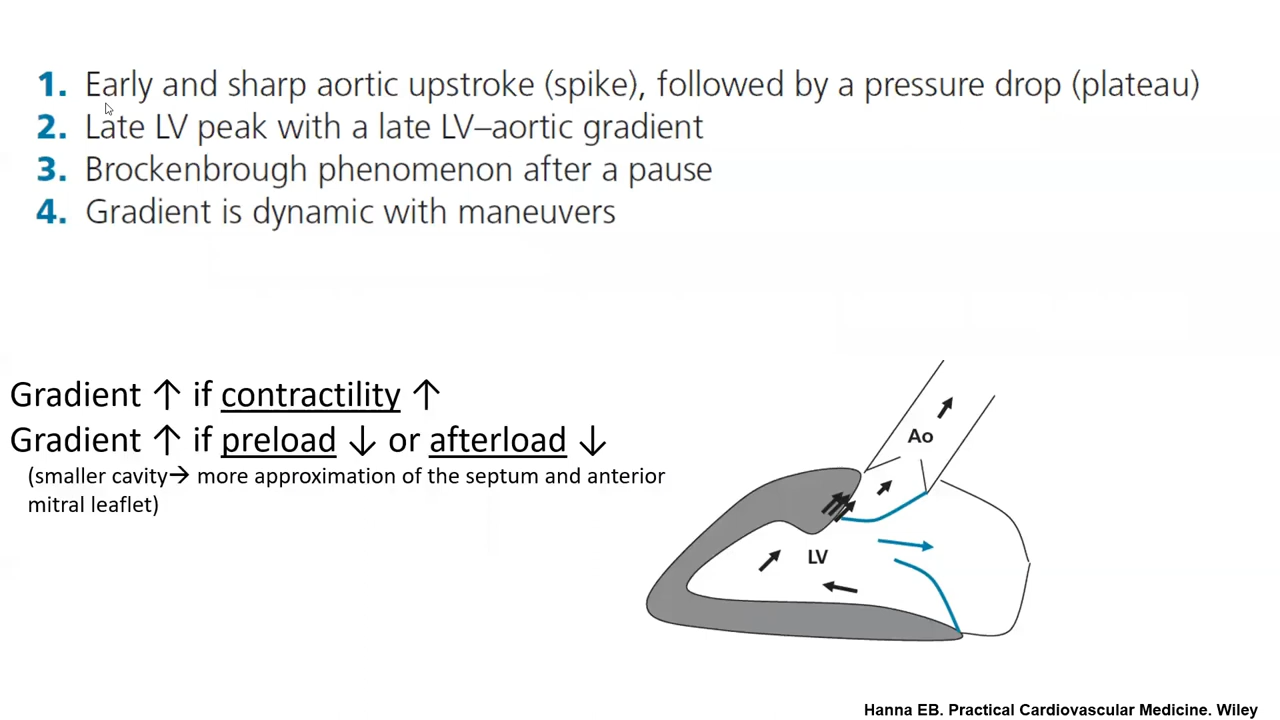 1. Early and sharp aortic upstroke (spike), followed by a pressure drop (plateau)
2. Late LV peak with a late LV–aortic gradient
3. Brockenbrough phenomenon after a pause
4. Gradient is dynamic with maneuvers
Gradient ↑ if contractility ↑
Gradient ↑ if preload ↓ or afterload ↓
(smaller cavity→ more approximation of the septum and anterior
mitral leaflet)
Ao
LV
Hanna EB. Practical Cardiovascular Medicine. Wiley